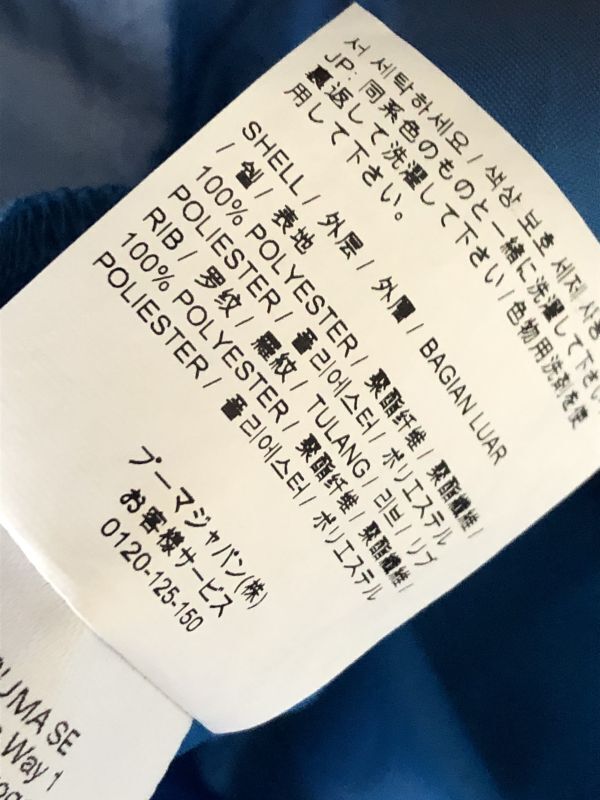 서 세탁하세요 / 색상 보호 세제 사용
JP: 同系色のものと一緒に洗濯して下さい
裏返して洗濯して下さい / 色物用洗剤を使
用して下さい。
SHELL / 外层 / 外層 / BAGIAN LUAR
/ 쉘 / 表地
100% POLYESTER / 聚酯纤维 / 聚酯纖維 /
POLIESTER / 폴리에스터 / ポリエステル
RIB / 罗纹 / 羅紋 / TULANG / 리브 / リブ
100% POLYESTER / 聚酯纤维 / 聚酯纖維 /
POLIESTER / 폴리에스터 / ポリエステル
プーマジャパン(株)
お客様サービス
0120-125-150
UMA SE
Way 1